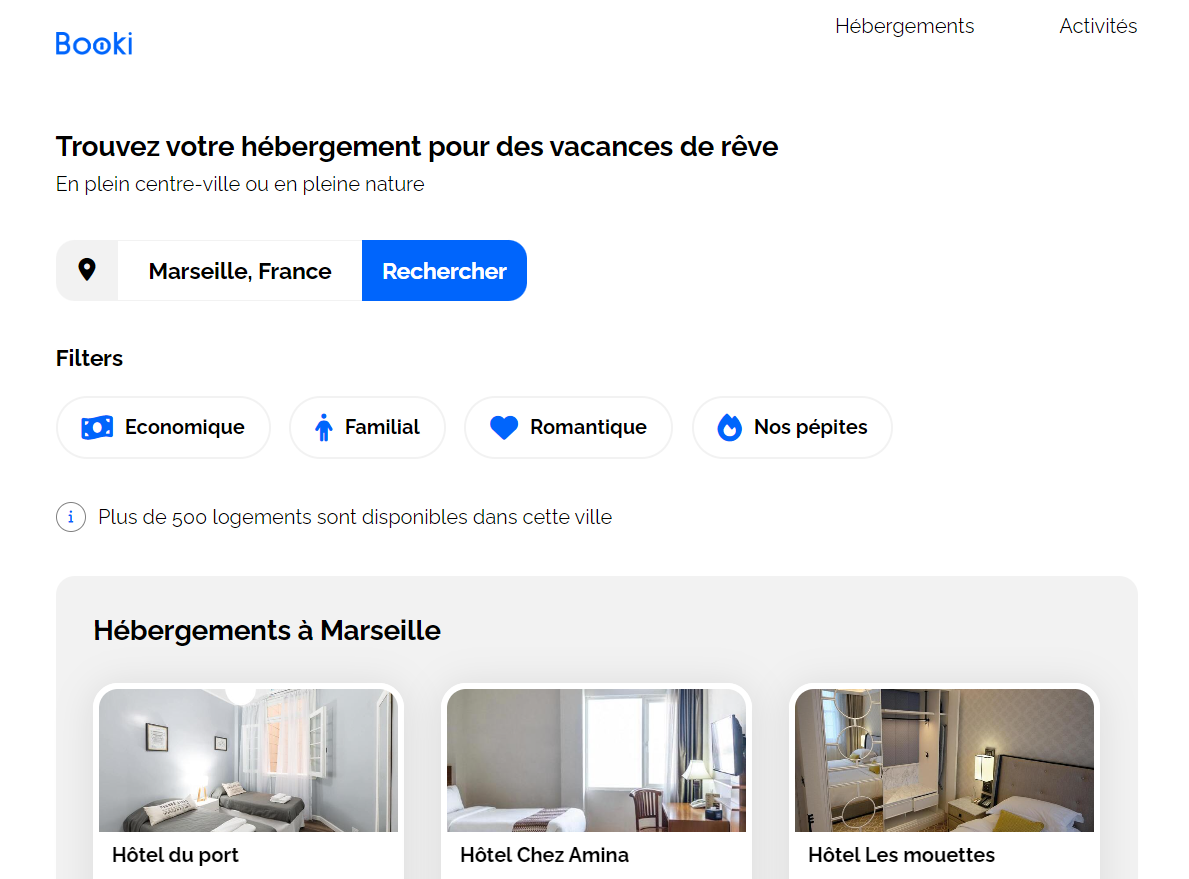 Booki
Hébergements
Activités
Trouvez votre hébergement pour des vacances de rêve
En plein centre-ville ou en pleine nature
Marseille, France
Rechercher
Filters
Economique
Familial
Romantique
Nos pépites
i
Plus de 500 logements sont disponibles dans cette ville
Hébergements à Marseille
Hôtel du port
Hôtel Chez Amina
Hôtel Les mouettes